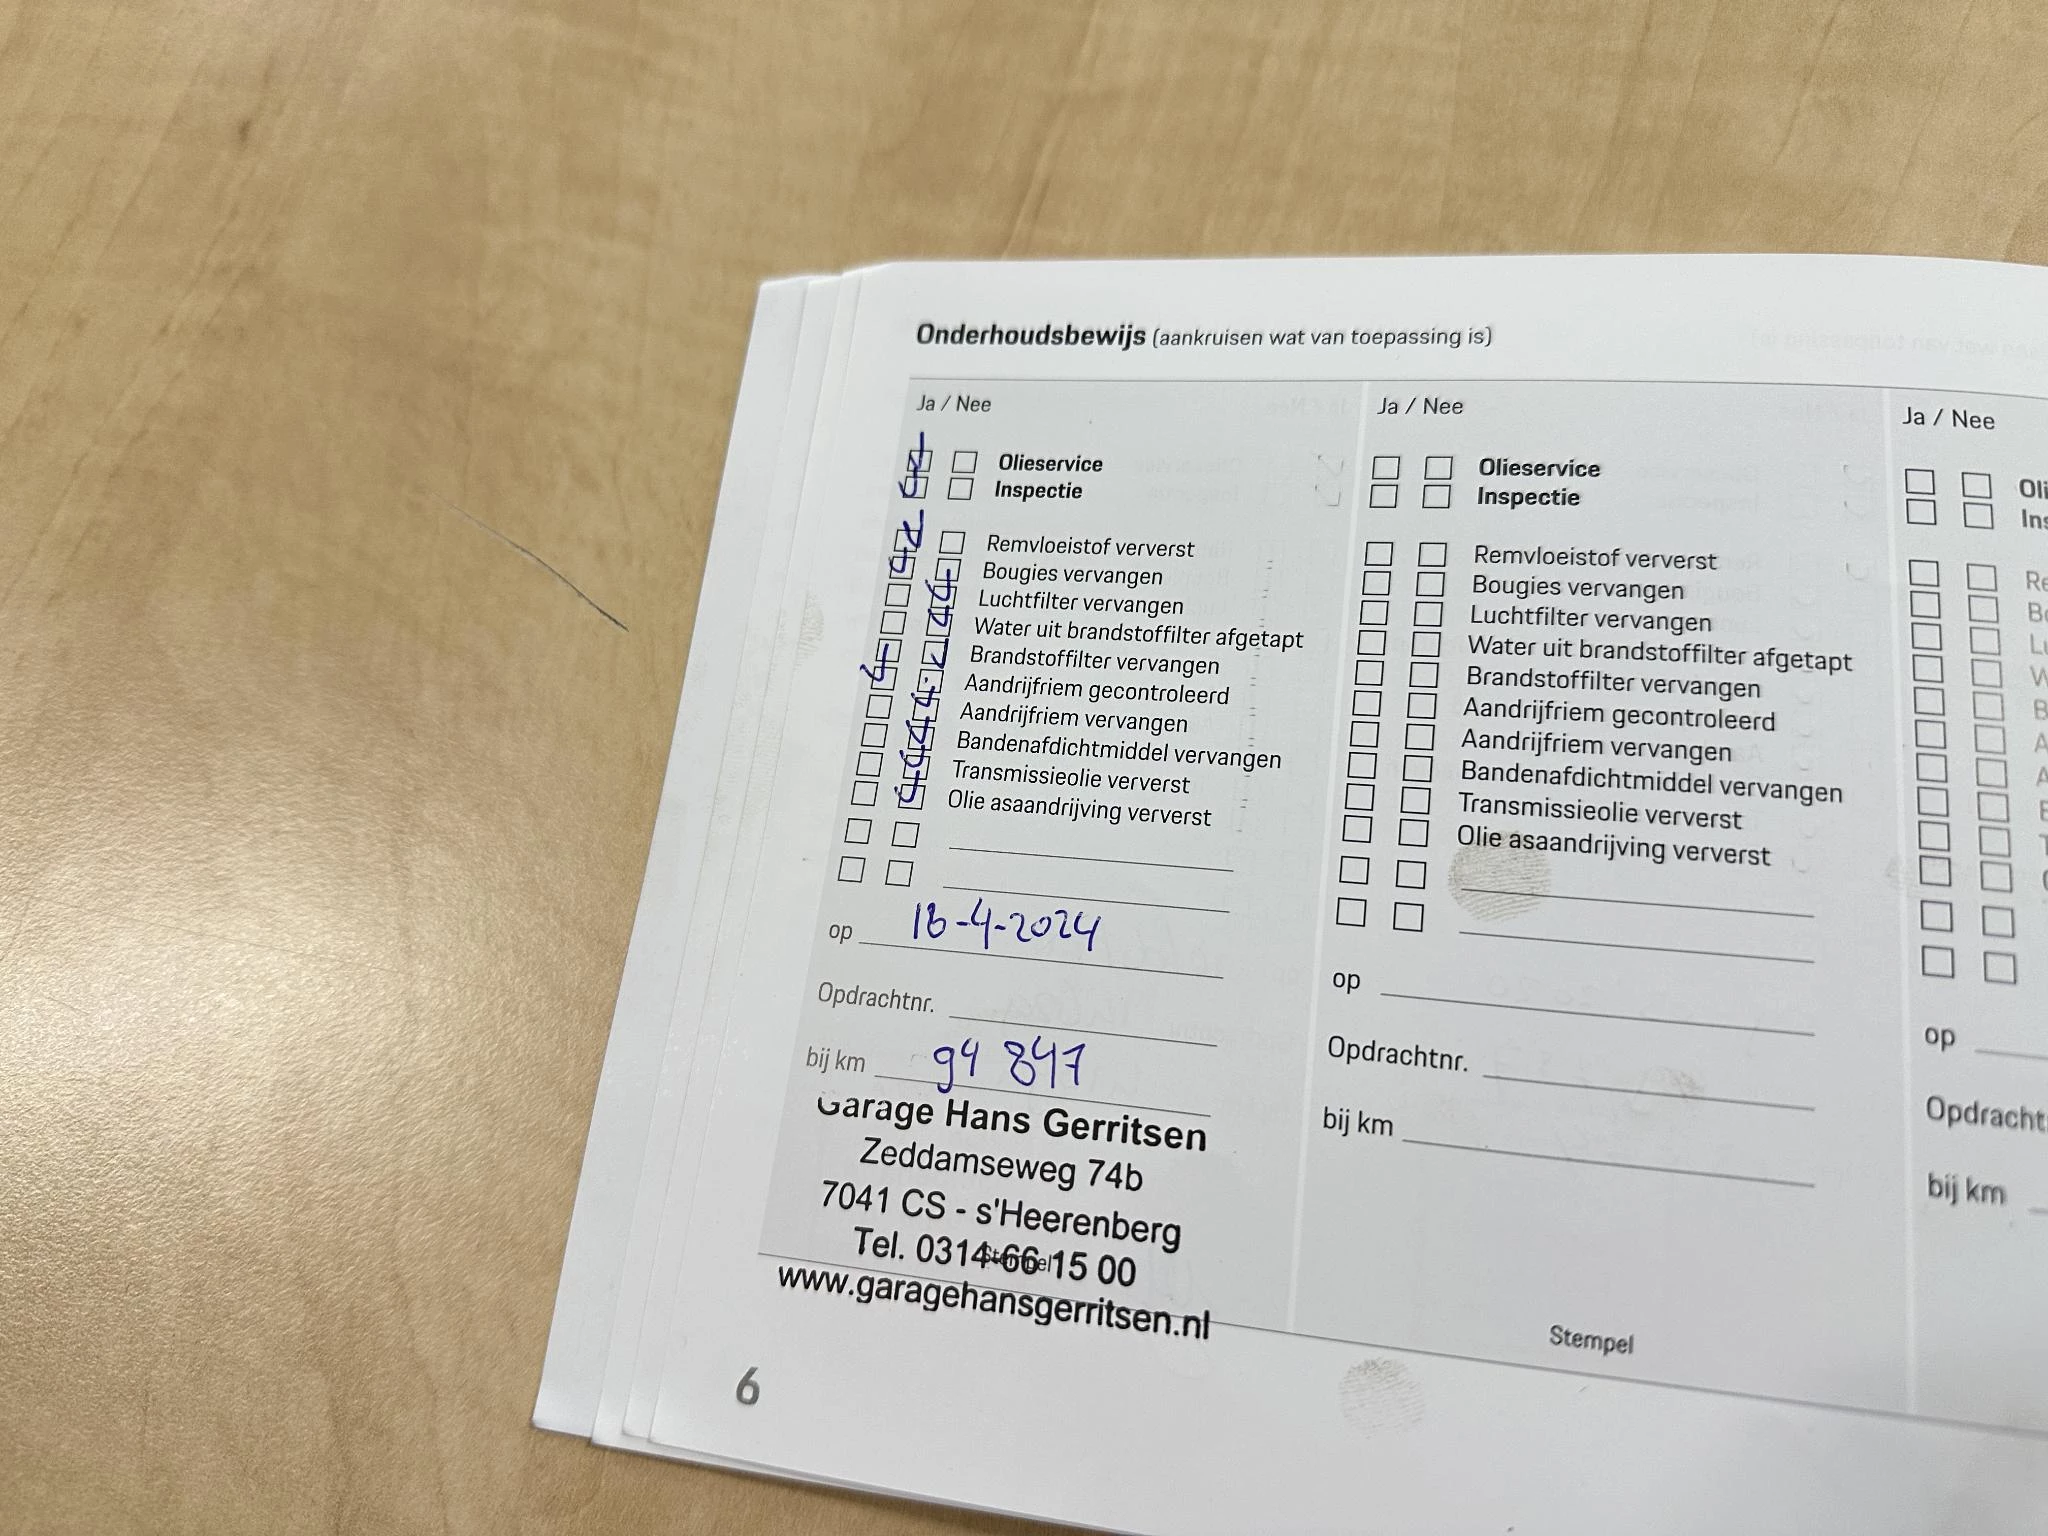 Onderhoudsbewijs (aankruisen wat van toepassing is)
Ja / Nee
Olieservice
Inspectie
Remvloeistof ververst
Bougies vervangen
Luchtfilter vervangen
Water uit brandstoffilter afgetapt
Brandstoffilter vervangen
Aandrijfriem gecontroleerd
Aandrijfriem vervangen
Bandenafdichtmiddel vervangen
Transmissieolie ververst
Olie asaandrijving ververst
op 18-4-2024
Opdrachtnr.
bij km 94 847
Garage Hans Gerritsen
Zeddamseweg 74b
7041 CS - s'Heerenberg
Tel. 0314-66 15 00
Stempel
www.garagehansgerritsen.nl
6
Ja / Nee
Olieservice
Inspectie
Remvloeistof ververst
Bougies vervangen
Luchtfilter vervangen
Water uit brandstoffilter afgetapt
Brandstoffilter vervangen
Aandrijfriem gecontroleerd
Aandrijfriem vervangen
Bandenafdichtmiddel vervangen
Transmissieolie ververst
Olie asaandrijving ververst
op
Opdrachtnr.
bij km
Stempel
Ja / Nee
op
bij km